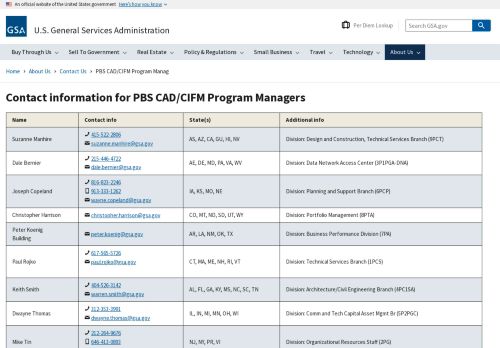 An official website of the United States government Here's how you know
GSA
U.S. General Services Administration
Per Diem Lookup
Search GSA.gov
Buy Through Us Sell To Government Real Estate Policy & Regulations Small Business Travel Technology About Us
Home About Us Contact Us PBS CAD/CIFM Program Manag
Contact information for PBS CAD/CIFM Program Managers
Name Contact info State(s) Additional info
Suzanne Manhire 415-522-2806 suzanne.manhire@gsa.gov AS, AZ, CA, GU, HI, NV Division: Design and Construction, Technical Services Branch (9PCT)
Dale Bernier 215-446-4722 dale.bernier@gsa.gov AE, DE, MD, PA, VA, WV Division: Data Network Access Center (3P1PGA-DNA)
Joseph Copeland 816-823-2246 913-331-1262 wayne.copeland@gsa.gov IA, KS, MO, NE Division: Planning and Support Branch (6PCP)
Christopher Harrison christopher.harrison@gsa.gov CO, MT, ND, SD, UT, WY Division: Portfolio Management (8PTA)
Peter Koenig Building peter.koenig@gsa.gov AR, LA, NM, OK, TX Division: Business Performance Division (7PA)
Paul Rojko 617-565-5726 paul.rojko@gsa.gov CT, MA, ME, NH, RI, VT Division: Technical Services Branch (1PCS)
Keith Smith 404-526-3142 warren.smith@gsa.gov AL, FL, GA, KY, MS, NC, SC, TN Division: Architecture/Civil Engineering Branch (4PC1SA)
Dwayne Thomas 312-353-3981 dwayne.thomas@gsa.gov IL, IN, MI, MN, OH, WI Division: Comm and Tech Capital Asset Mgmt Br (5P2PGC)
Mike Tin 212-264-9676 646-413-0893 NJ, NY, PR, VI Division: Organizational Resources Staff (2PG)